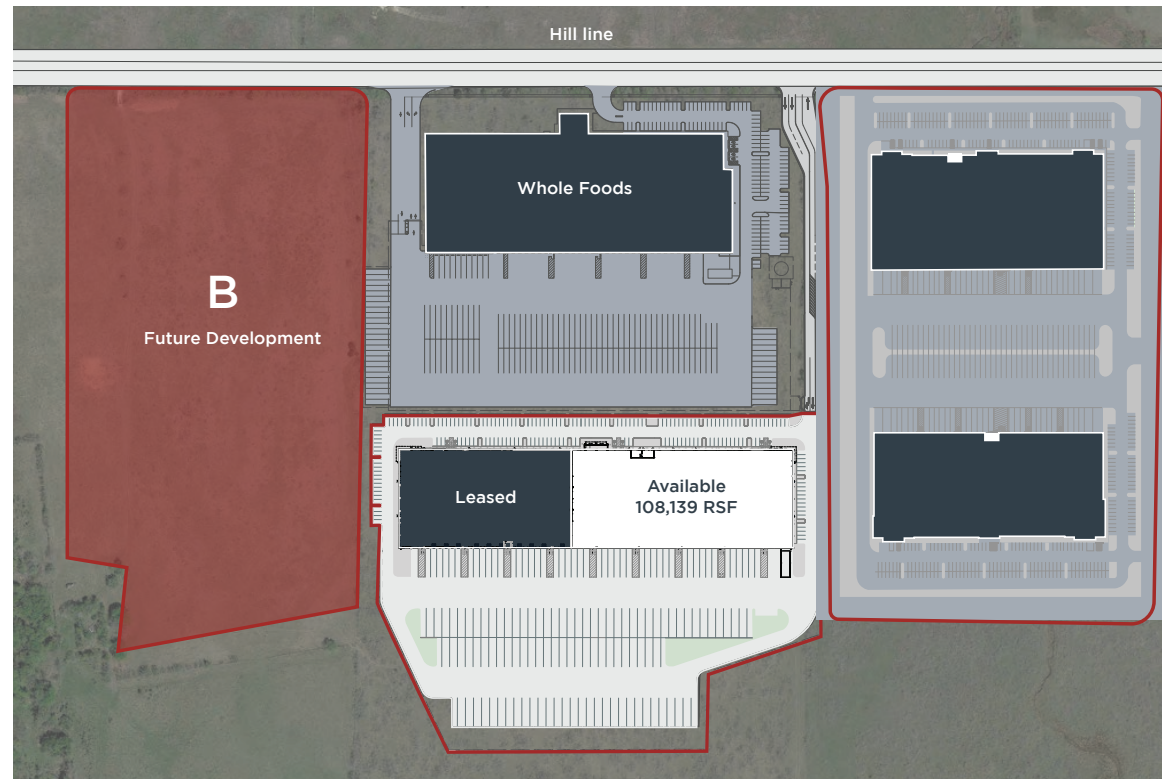 Hill line
Whole Foods
B
Future Development
Leased
Available
108,139 RSF